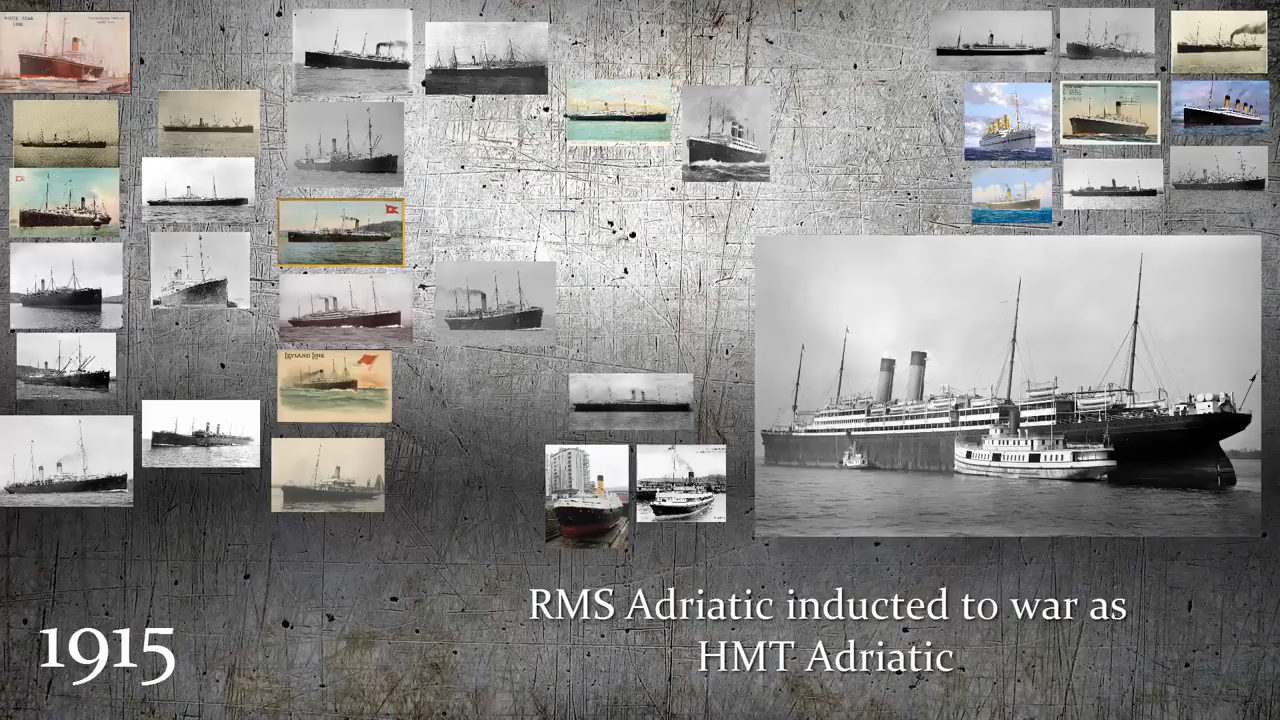 WHITE STAR
LINE
LEYLAND LINE
RMS Adriatic inducted to war as
HMT Adriatic
1915